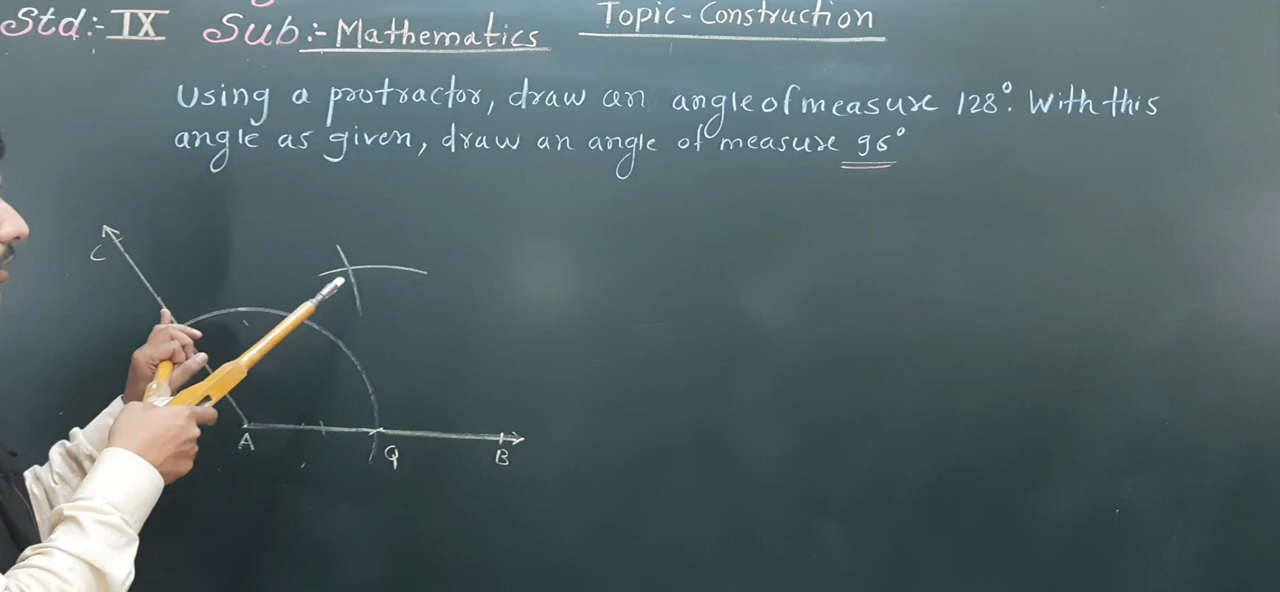 Std:- IX Sub:- Mathematics Topic - Construction
Using a protractor, draw an angle of measure 128°. With this
angle as given, draw an angle of measure 96°
C
A
Q
B